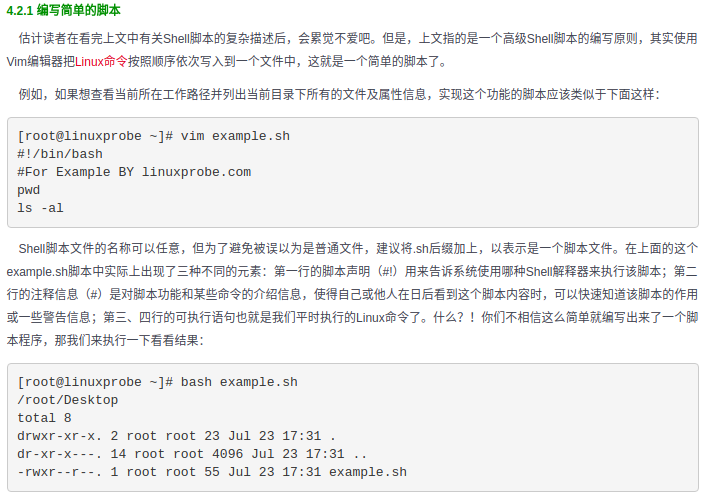 4.2.1 编写简单的脚本
估计读者在看完上文中有关Shell脚本的复杂描述后，会累觉不爱吧。但是，上文指的是一个高级Shell脚本的编写原则，其实使用
Vim编辑器把Linux命令按照顺序依次写入到一个文件中，这就是一个简单的脚本了。
例如，如果想查看当前所在工作路径并列出当前目录下所有的文件及属性信息，实现这个功能的脚本应该类似于下面这样：
[root@linuxprobe ~]# vim example.sh
#!/bin/bash
#For Example BY linuxprobe.com
pwd
ls -al
Shell脚本文件的名称可以任意，但为了避免被误以为是普通文件，建议将.sh后缀加上，以表示是一个脚本文件。在上面的这个
example.sh脚本中实际上出现了三种不同的元素：第一行的脚本声明（#!）用来告诉系统使用哪种Shell解释器来执行该脚本；第二
行的注释信息（#）是对脚本功能和某些命令的介绍信息，使得自己或他人在日后看到这个脚本内容时，可以快速知道该脚本的作用
或一些警告信息；第三、四行的可执行语句也就是我们平时执行的Linux命令了。什么？！你们不相信这么简单就编写出来了一个脚
本程序，那我们来执行一下看看结果：
[root@linuxprobe ~]# bash example.sh
/root/Desktop
total 8
drwxr-xr-x. 2 root root 23 Jul 23 17:31 .
dr-xr-x---. 14 root root 4096 Jul 23 17:31 ..
-rwxr--r--. 1 root root 55 Jul 23 17:31 example.sh